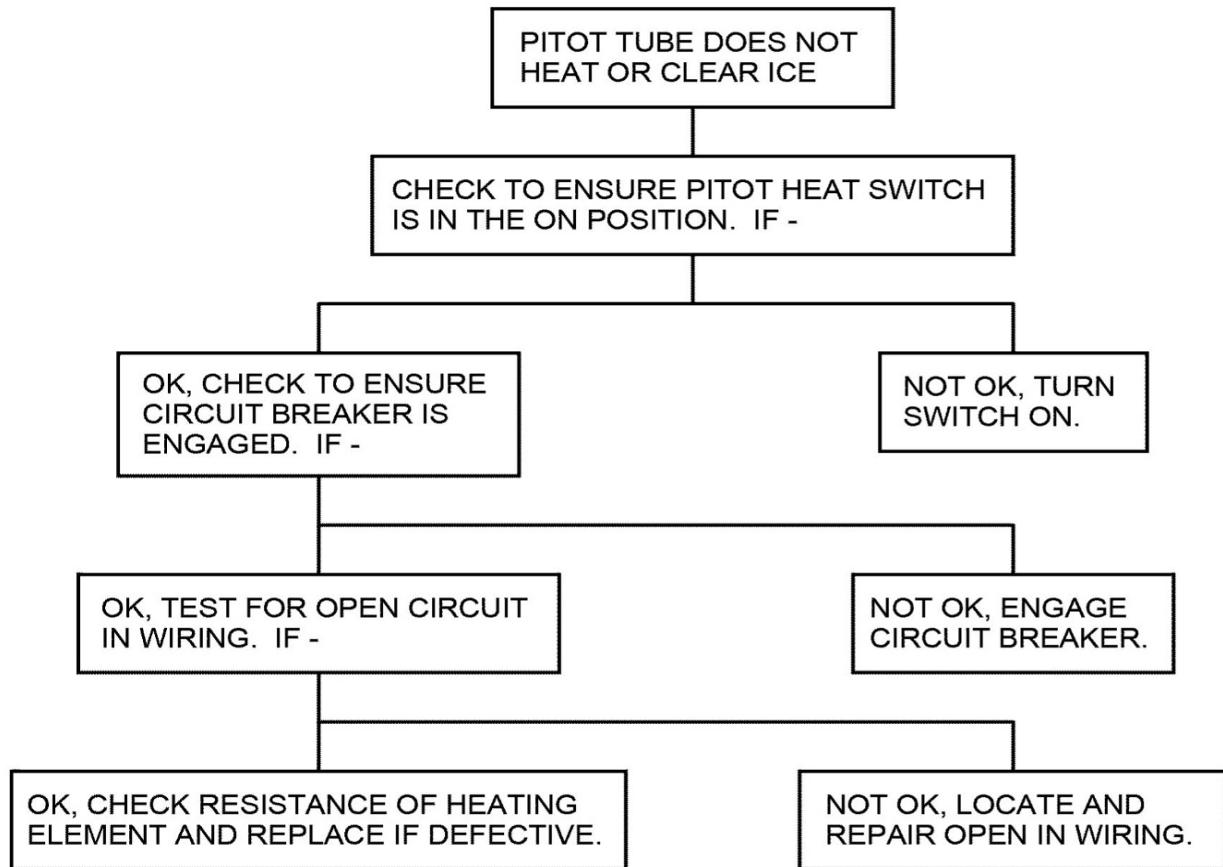 PITOT TUBE DOES NOT
HEAT OR CLEAR ICE
CHECK TO ENSURE PITOT HEAT SWITCH
IS IN THE ON POSITION.  IF -
OK, CHECK TO ENSURE
CIRCUIT BREAKER IS
ENGAGED.  IF -
NOT OK, TURN
SWITCH ON.
OK, TEST FOR OPEN CIRCUIT
IN WIRING.  IF -
NOT OK, ENGAGE
CIRCUIT BREAKER.
OK, CHECK RESISTANCE OF HEATING
ELEMENT AND REPLACE IF DEFECTIVE.
NOT OK, LOCATE AND
REPAIR OPEN IN WIRING.